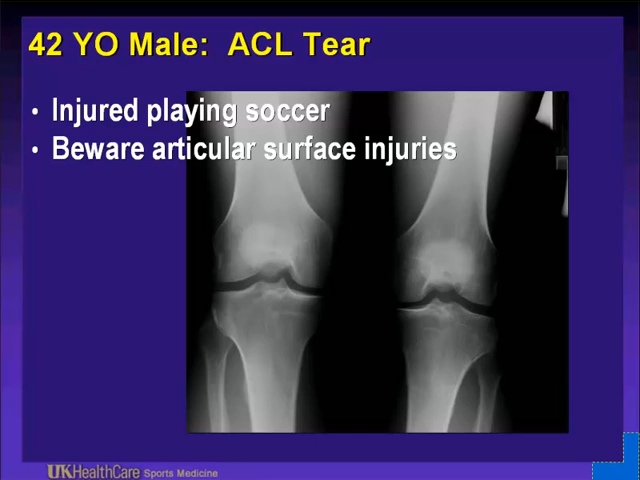 42 YO Male: ACL Tear
• Injured playing soccer
• Beware articular surface injuries
UKHealthCare Sports Medicine